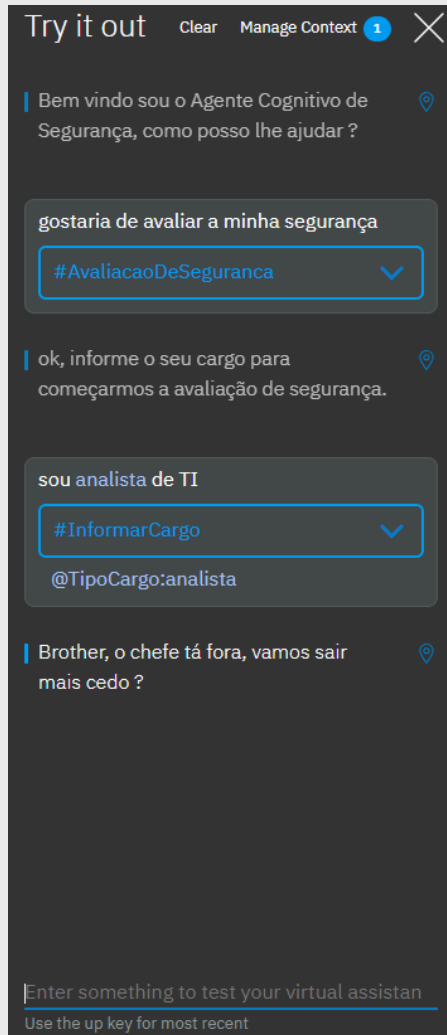 Try it out Clear Manage Context 1
Bem vindo sou o Agente Cognitivo de
Segurança, como posso lhe ajudar ?
gostaria de avaliar a minha segurança
#AvaliacaoDeSeguranca
ok, informe o seu cargo para
começarmos a avaliação de segurança.
sou analista de TI
#InformarCargo
@TipoCargo:analista
Brother, o chefe tá fora, vamos sair
mais cedo ?
Enter something to test your virtual assistan
Use the up key for most recent